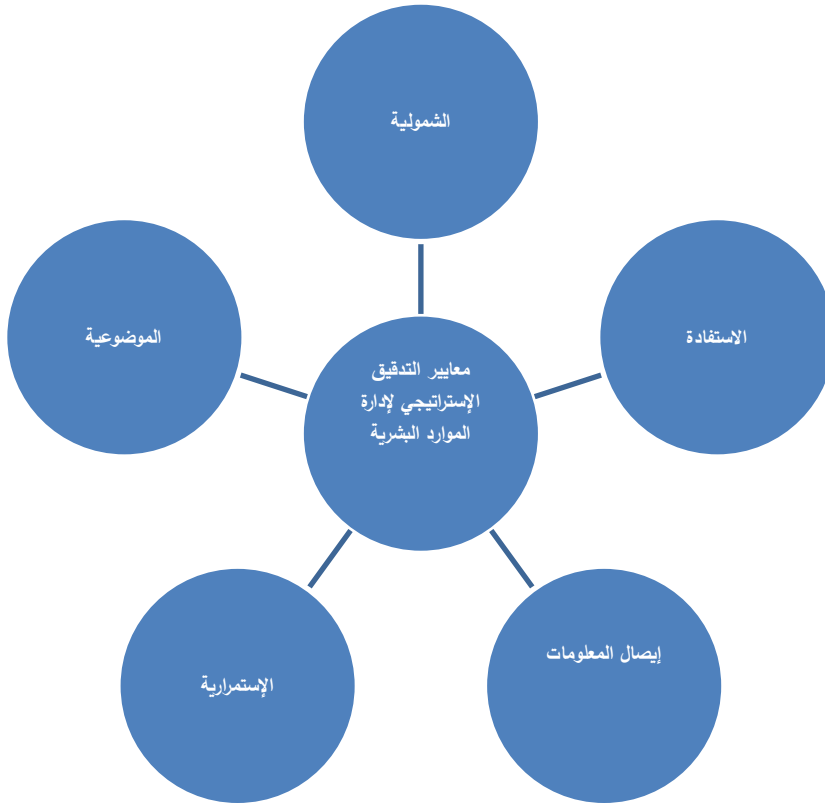 الشمولية
الاستفادة
الموضوعية
معايير التدقيق
الإستراتيجي لإدارة
الموارد البشرية
إيصال المعلومات
الإستمرارية